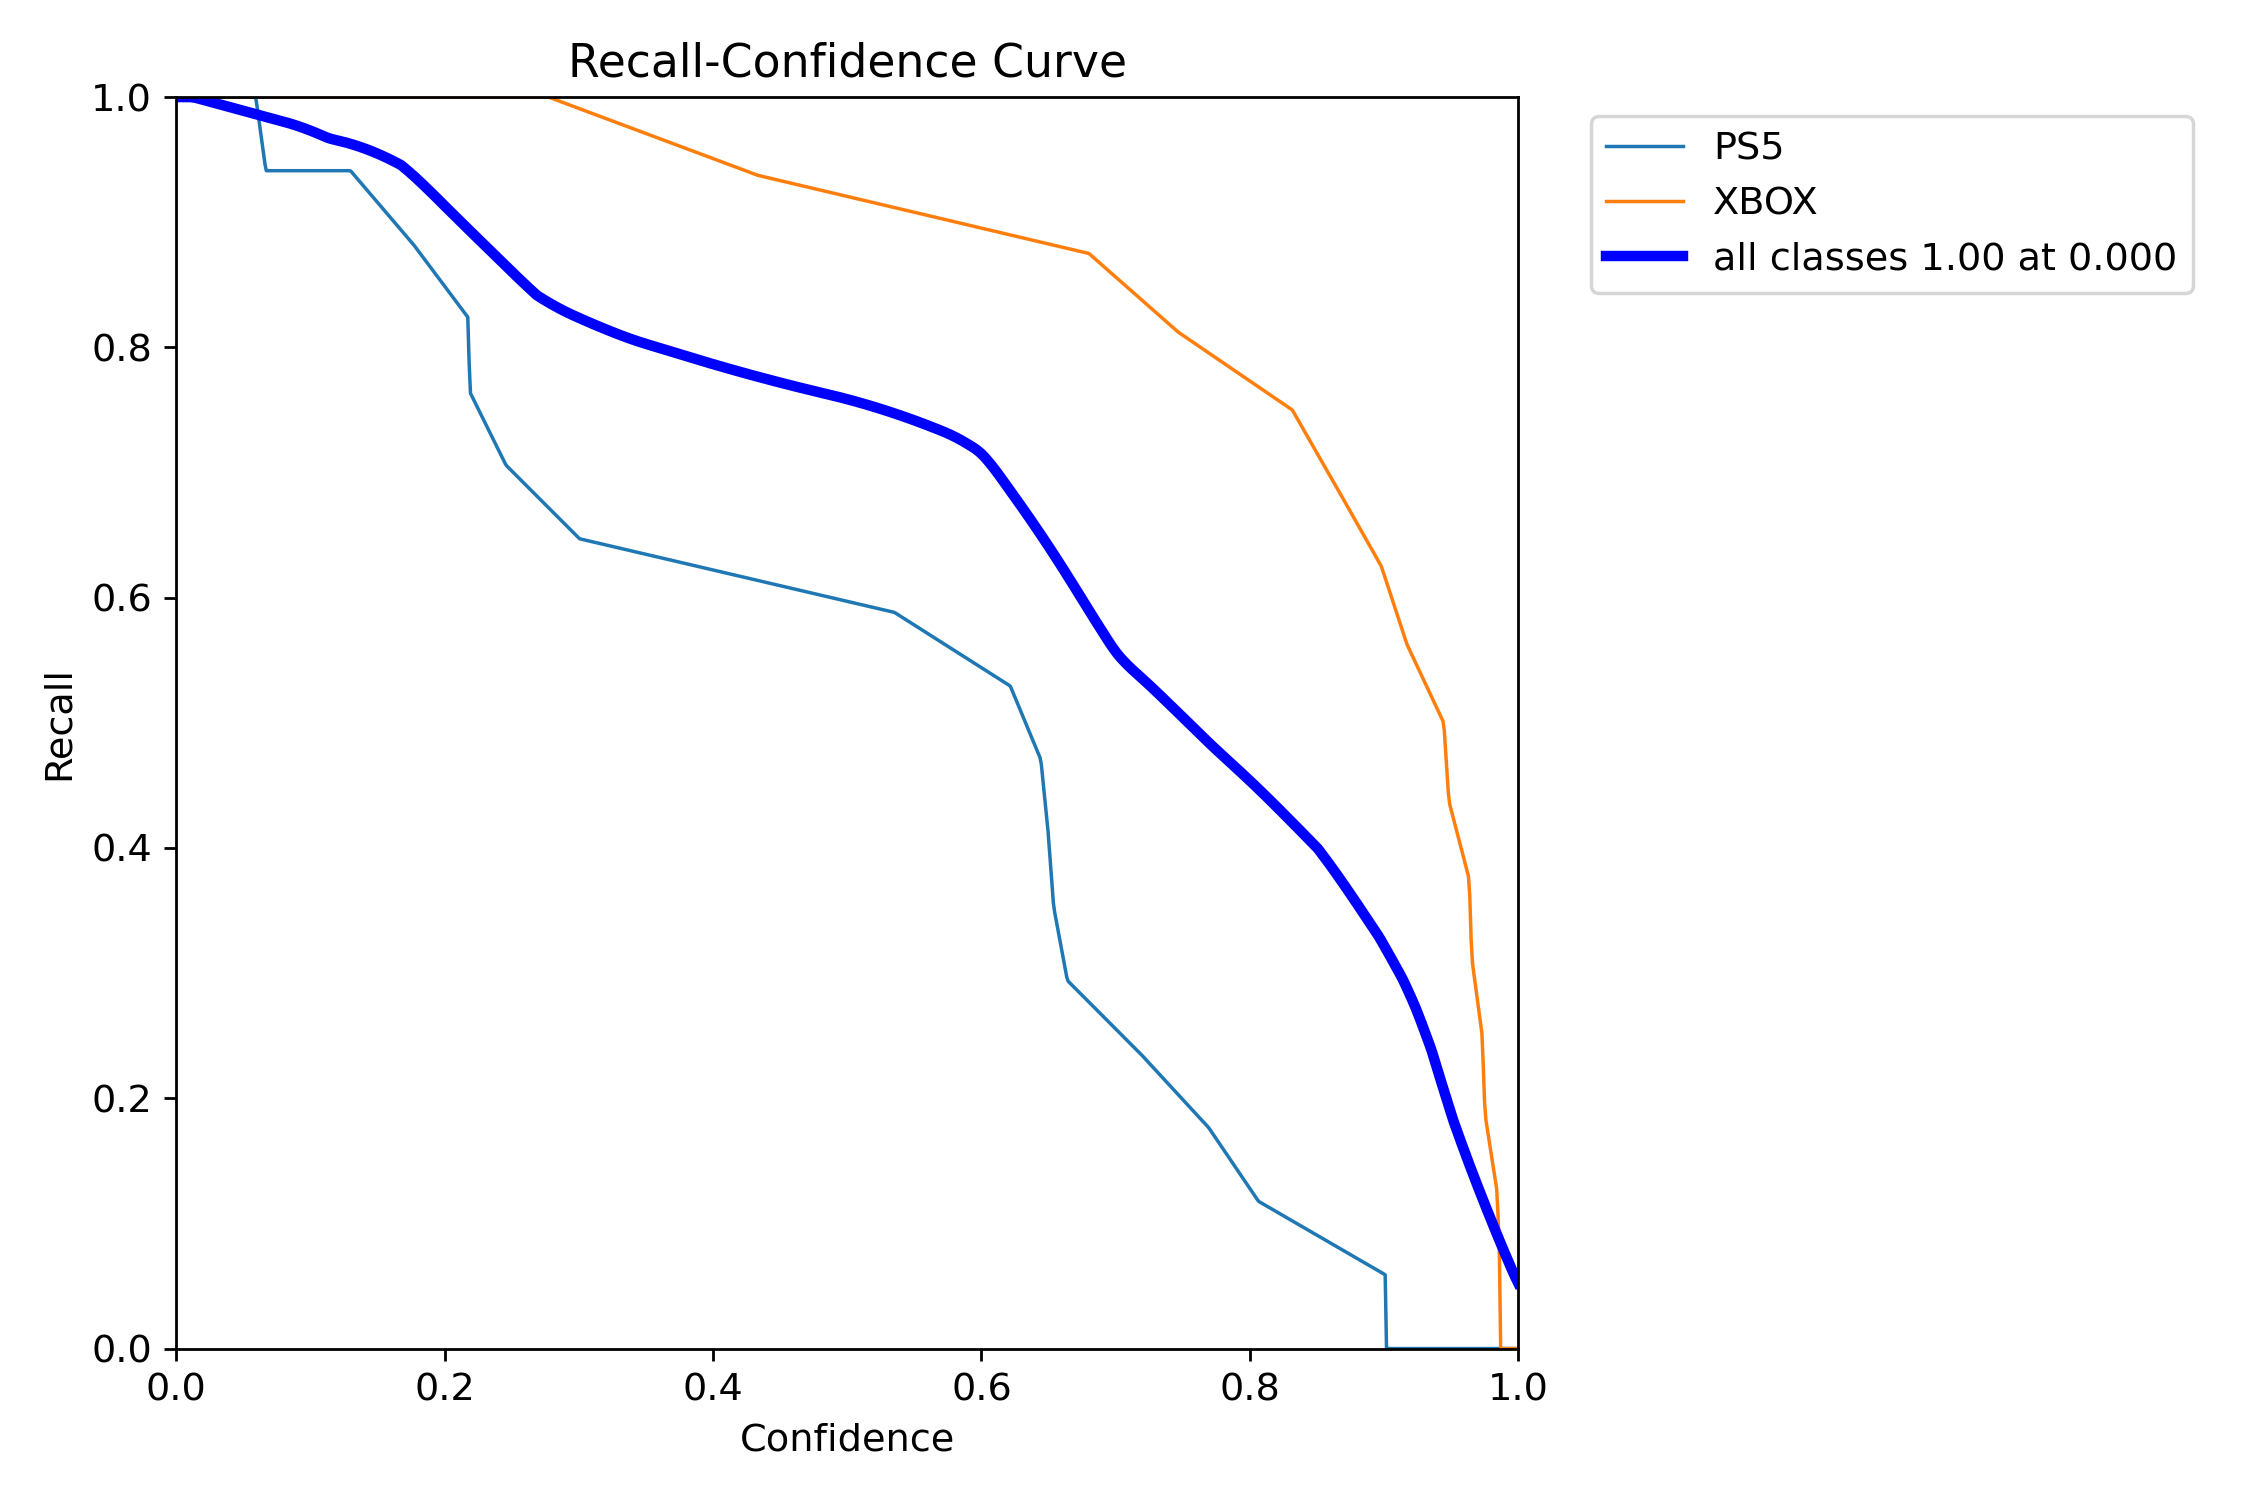 Recall-Confidence Curve
PS5
XBOX
all classes 1.00 at 0.000
1.0
0.8
0.6
0.4
0.2
0.0
Recall
0.0 0.2 0.4 0.6 0.8 1.0
Confidence